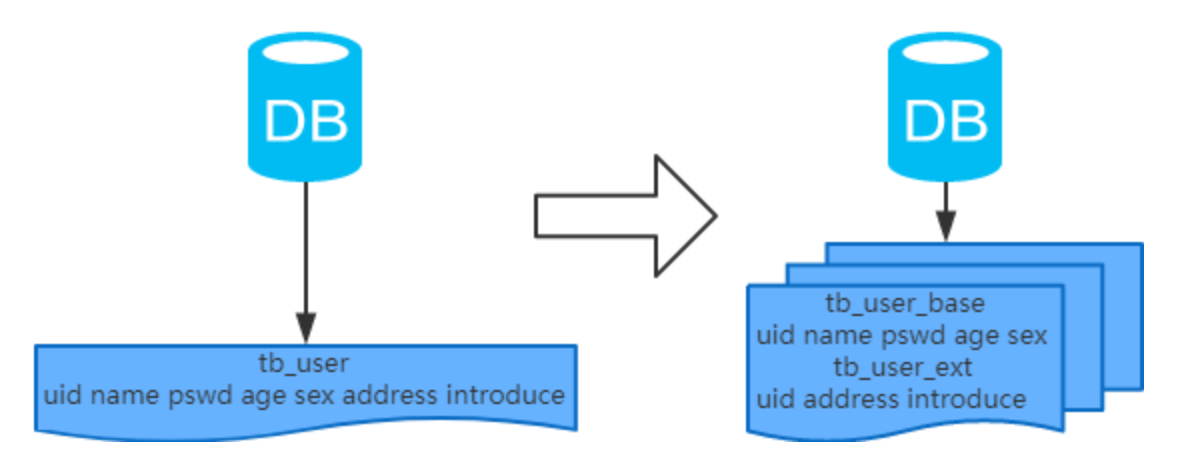 DB
tb_user
uid name pswd age sex address introduce
DB
tb_user_base
uid name pswd age sex
tb_user_ext
uid address introduce